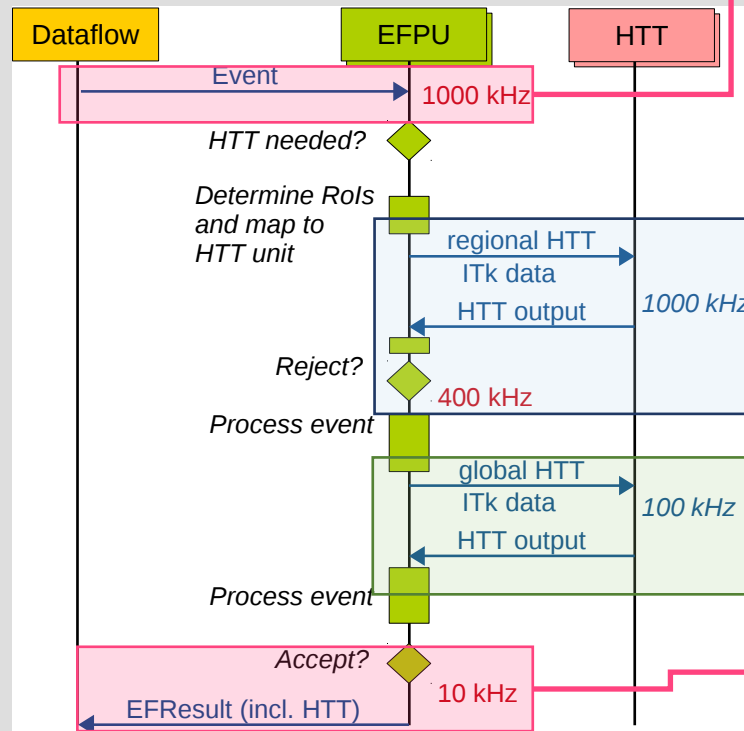 Dataflow
EFPU
HTT
Event
1000 kHz
HTT needed?
Determine RoIs
and map to
HTT unit
regional HTT
ITk data
1000 kHz
HTT output
Reject?
400 kHz
Process event
global HTT
ITk data
100 kHz
HTT output
Process event
Accept?
10 kHz
EFResult (incl. HTT)